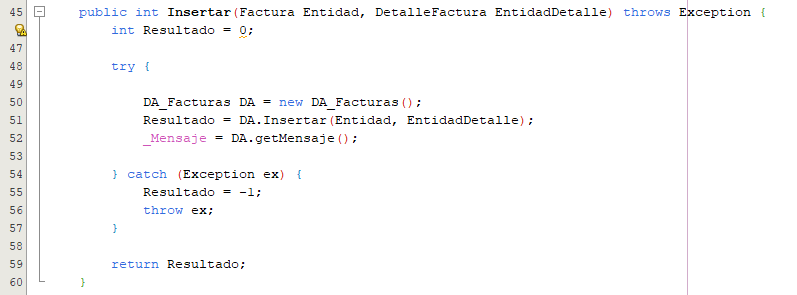 45 public int Insertar(Factura Entidad, DetalleFactura EntidadDetalle) throws Exception {
int Resultado = 0;
47
48 try {
49
50 DA_Facturas DA = new DA_Facturas();
51 Resultado = DA.Insertar(Entidad, EntidadDetalle);
52 _Mensaje = DA.getMensaje();
53
54 } catch (Exception ex) {
55 Resultado = -1;
56 throw ex;
57 }
58
59 return Resultado;
60 }